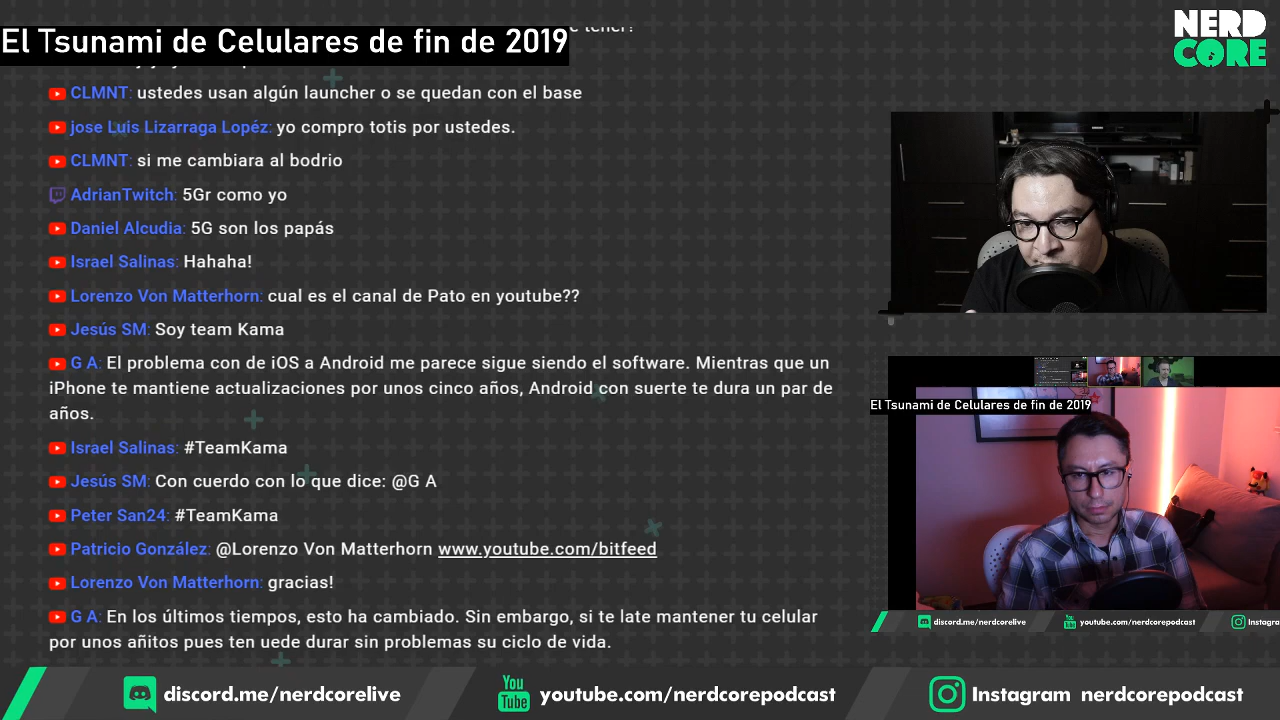 El Tsunami de Celulares de fin de 2019
NERD
CORE
CLMNT: ustedes usan algún launcher o se quedan con el base
jose Luis Lizarraga Lopéz: yo compro totis por ustedes.
CLMNT: si me cambiara al bodrio
AdrianTwitch: 5Gr como yo
Daniel Alcudia: 5G son los papás
Israel Salinas: Hahaha!
Lorenzo Von Matterhorn: cual es el canal de Pato en youtube??
Jesús SM: Soy team Kama
G A: El problema con de iOS a Android me parece sigue siendo el software. Mientras que un
iPhone te mantiene actualizaciones por unos cinco años, Android con suerte te dura un par de
años.
Israel Salinas: #TeamKama
Jesús SM: Con cuerdo con lo que dice: @G A
Peter San24: #TeamKama
Patricio González: @Lorenzo Von Matterhorn www.youtube.com/bitfeed
Lorenzo Von Matterhorn: gracias!
G A: En los últimos tiempos, esto ha cambiado. Sin embargo, si te late mantener tu celular
por unos añitos pues ten uede durar sin problemas su ciclo de vida.
El Tsunami de Celulares de fin de 2019
discord.me/nerdcorelive
youtube.com/nerdcorepodcast
Instagra
discord.me/nerdcorelive
You
Tube
youtube.com/nerdcorepodcast
Instagram nerdcorepodcast